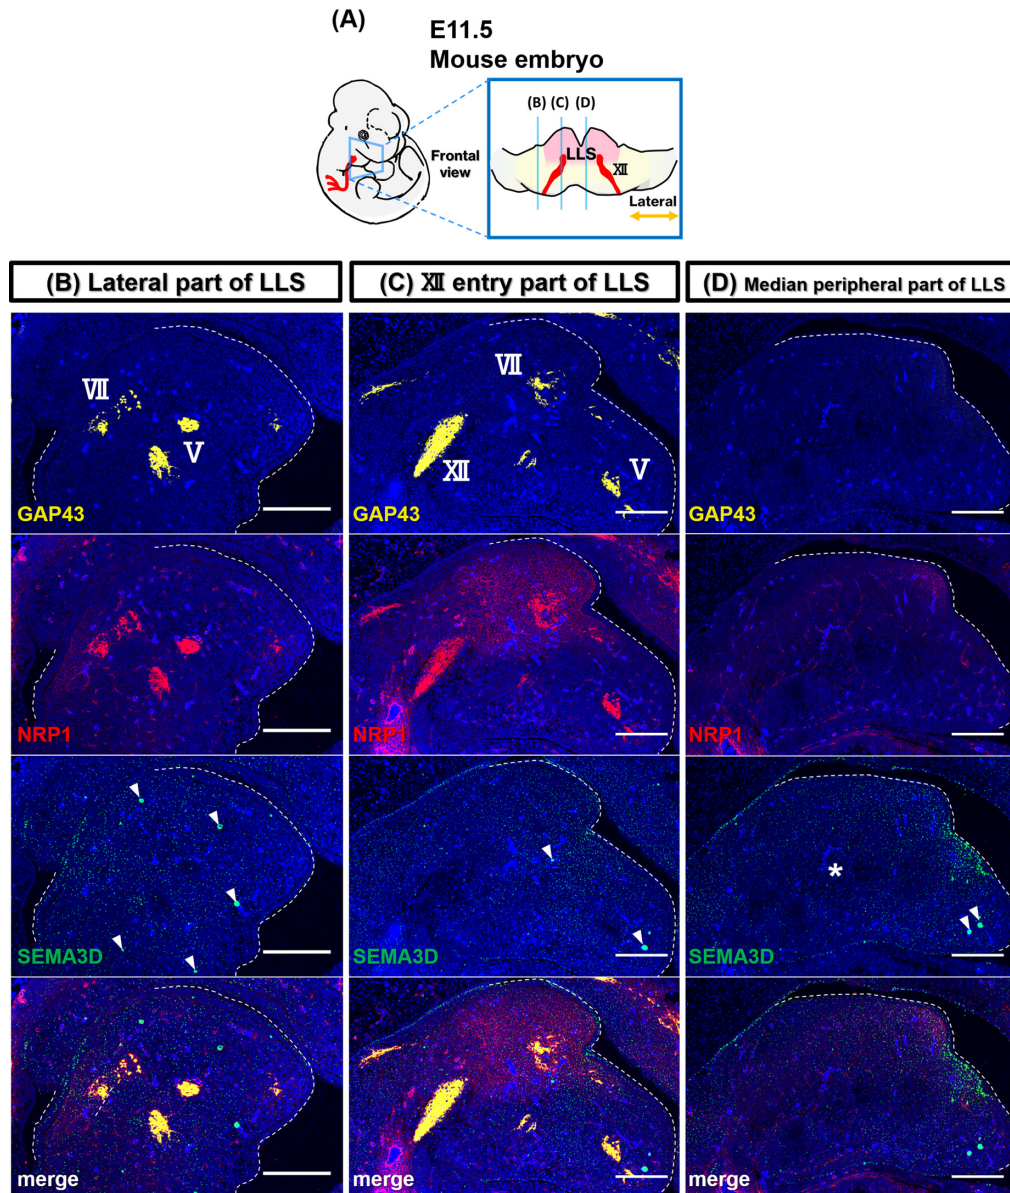 (A)
E11.5
Mouse embryo
(B) (C) (D)
Frontal
view
LLS
Ⅻ
Lateral
(B) Lateral part of LLS
(C) Ⅻ entry part of LLS
(D) Median peripheral part of LLS
Ⅶ
Ⅴ
GAP43
Ⅶ
Ⅻ
Ⅴ
GAP43
GAP43
NRP1
NRP1
NRP1
SEMA3D
SEMA3D
*
SEMA3D
merge
merge
merge